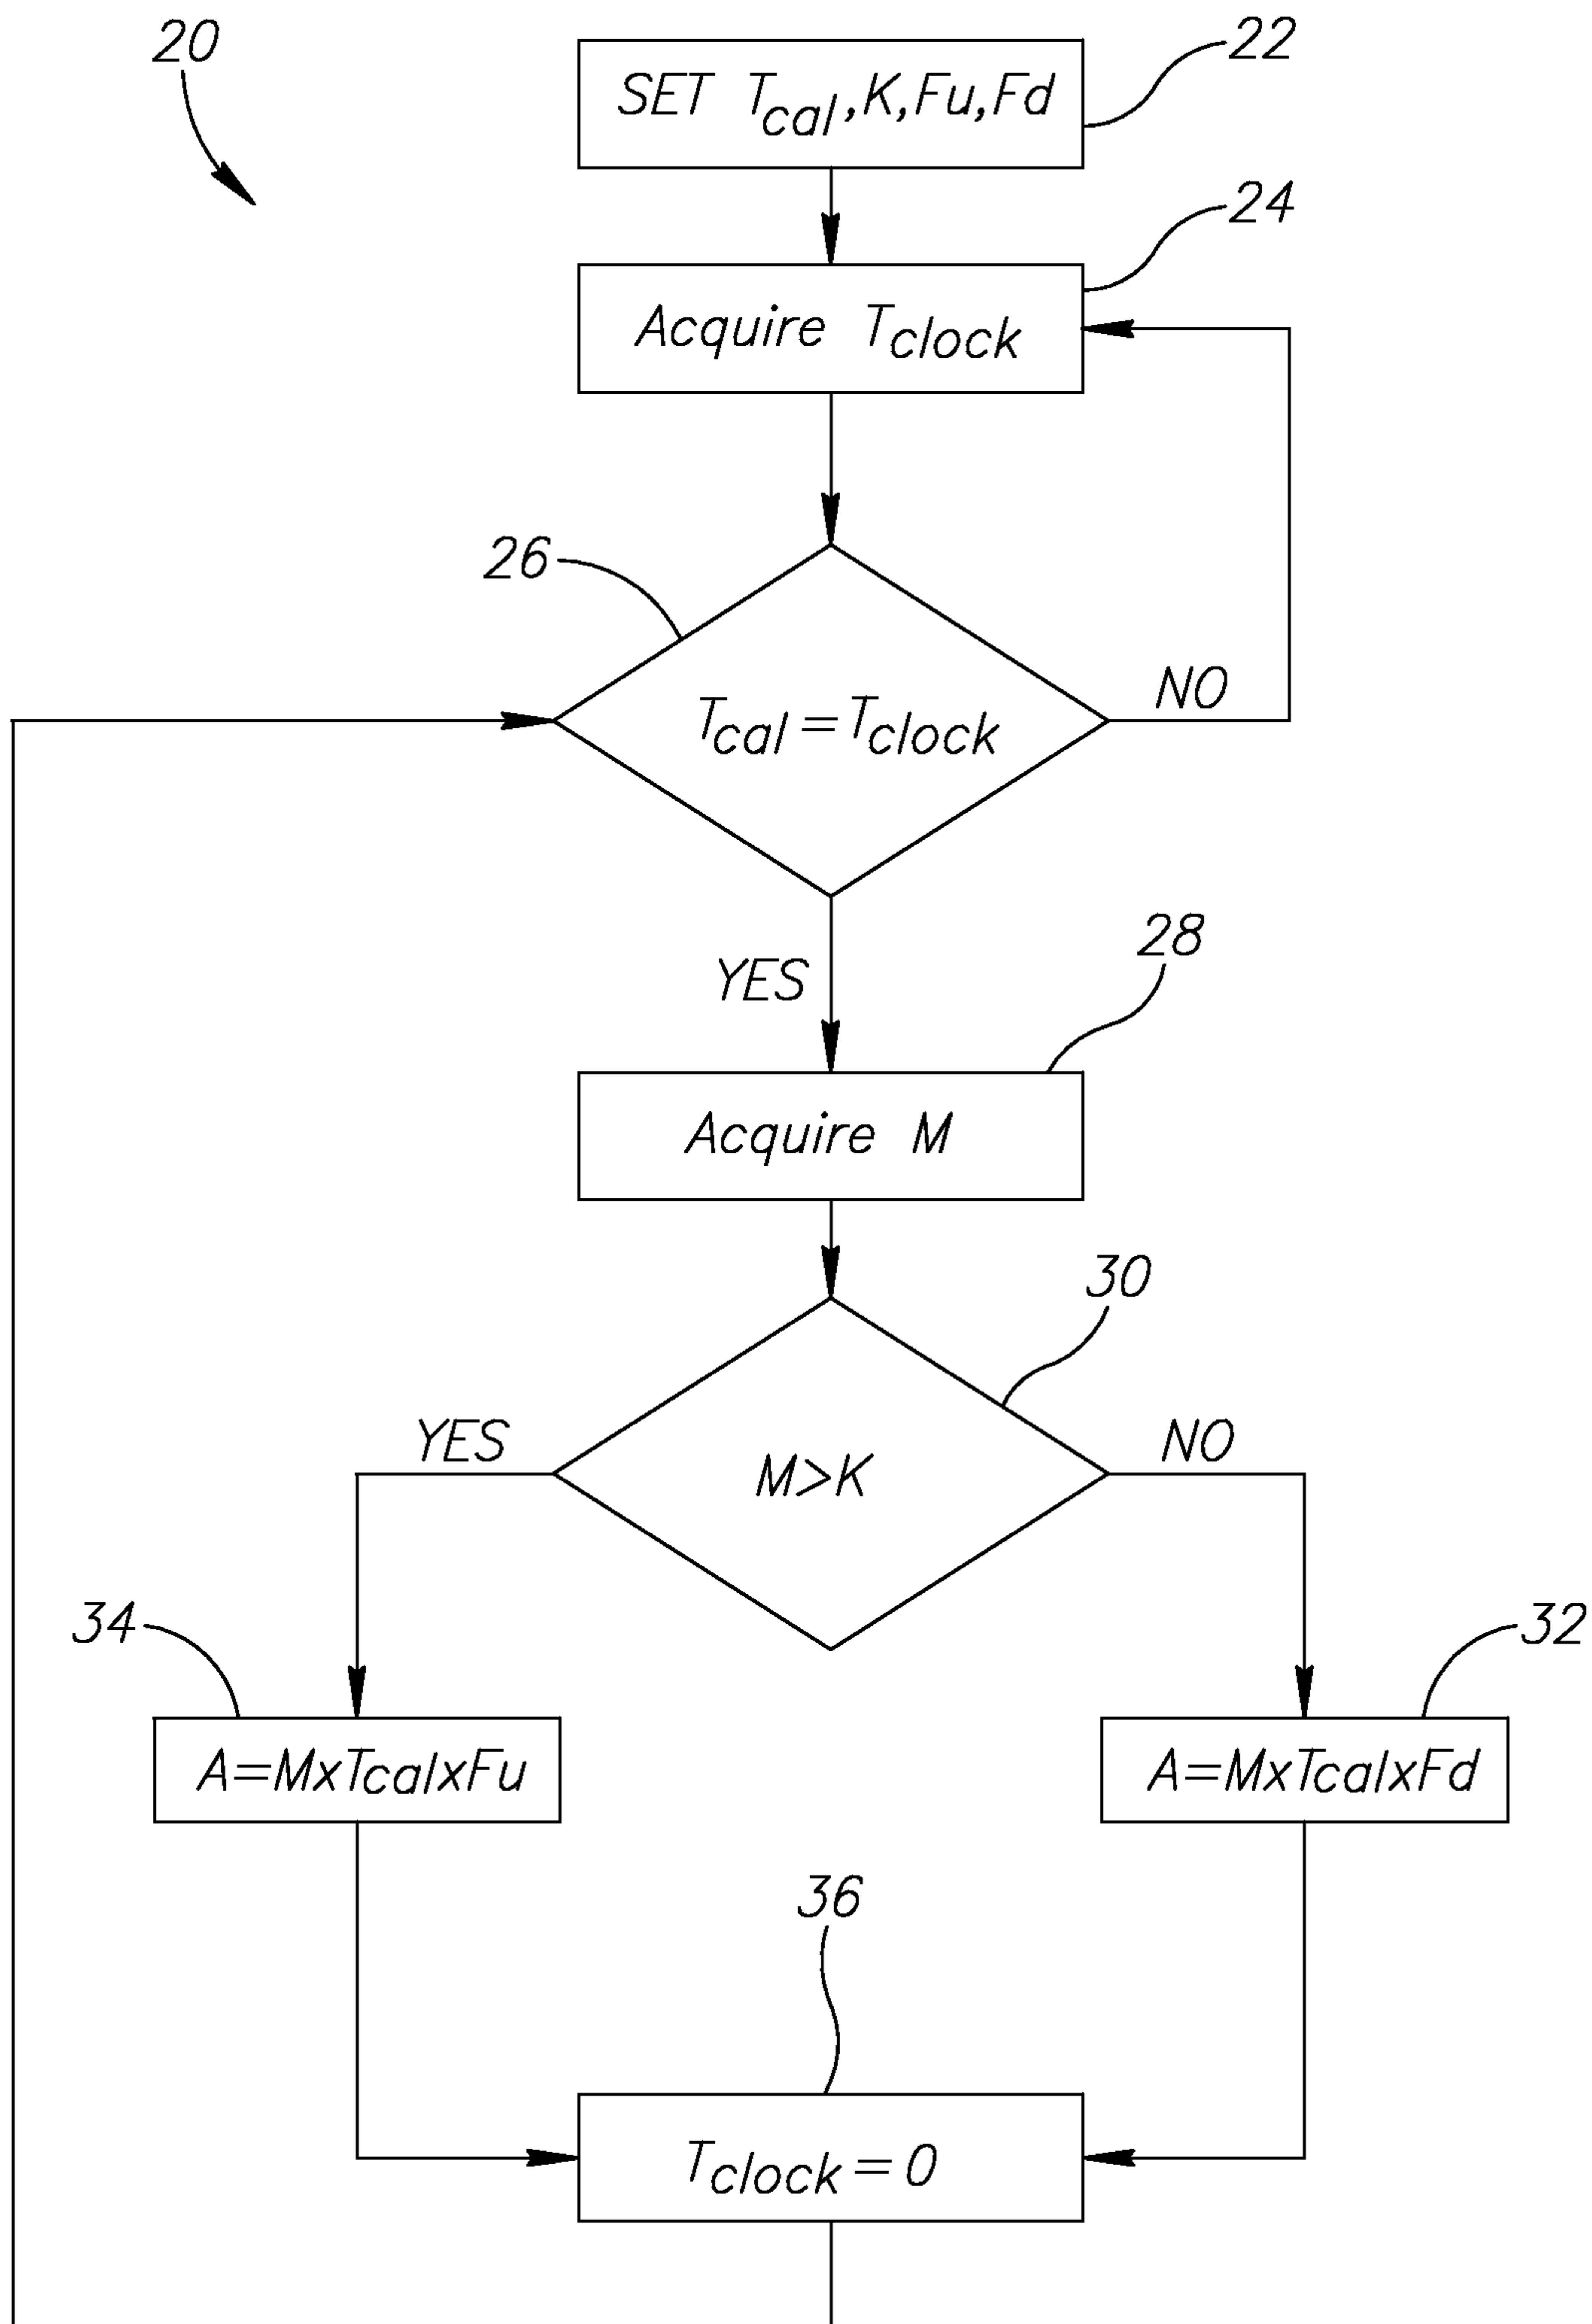 20
22
SET Tcal,K,Fu,Fd
24
Acquire Tclock
26
Tcal=Tclock
NO
YES
28
Acquire M
30
YES
NO
M>K
34
32
A=MxTcalxFu
A=MxTcalxFd
36
Tclock=0